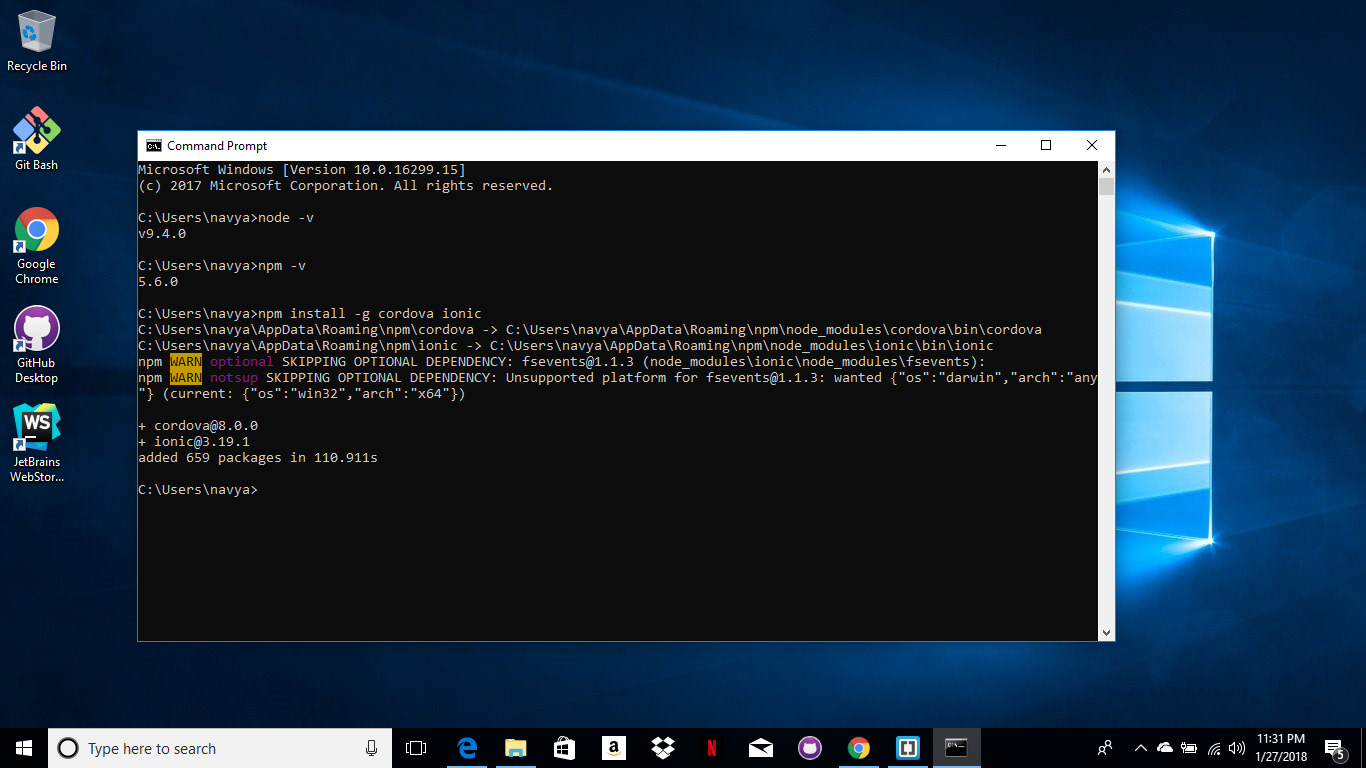 Recycle Bin
Git Bash
Google
Chrome
GitHub
Desktop
WS
JetBrains
WebStor...
C:\.
Command Prompt
Microsoft Windows [Version 10.0.16299.15]
(c) 2017 Microsoft Corporation. All rights reserved.
C:\Users\navya>node -v
v9.4.0
C:\Users\navya>npm -v
5.6.0
C:\Users\navya>npm install -g cordova ionic
C:\Users\navya\AppData\Roaming\npm\cordova -> C:\Users\navya\AppData\Roaming\npm\node_modules\cordova\bin\cordova
C:\Users\navya\AppData\Roaming\npm\ionic -> C:\Users\navya\AppData\Roaming\npm\node_modules\ionic\bin\ionic
npm WARN optional SKIPPING OPTIONAL DEPENDENCY: fsevents@1.1.3 (node_modules\ionic\node_modules\fsevents):
npm WARN notsup SKIPPING OPTIONAL DEPENDENCY: Unsupported platform for fsevents@1.1.3: wanted {"os":"darwin","arch":"any
"} (current: {"os":"win32","arch":"x64"})
+ cordova@8.0.0
+ ionic@3.19.1
added 659 packages in 110.911s
C:\Users\navya>
Type here to search
a
N
11:31 PM
1/27/2018
5